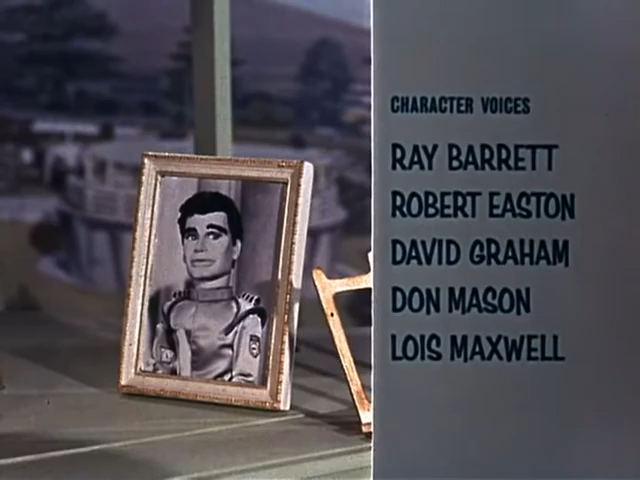 CHARACTER VOICES
RAY BARRETT
ROBERT EASTON
DAVID GRAHAM
DON MASON
LOIS MAXWELL